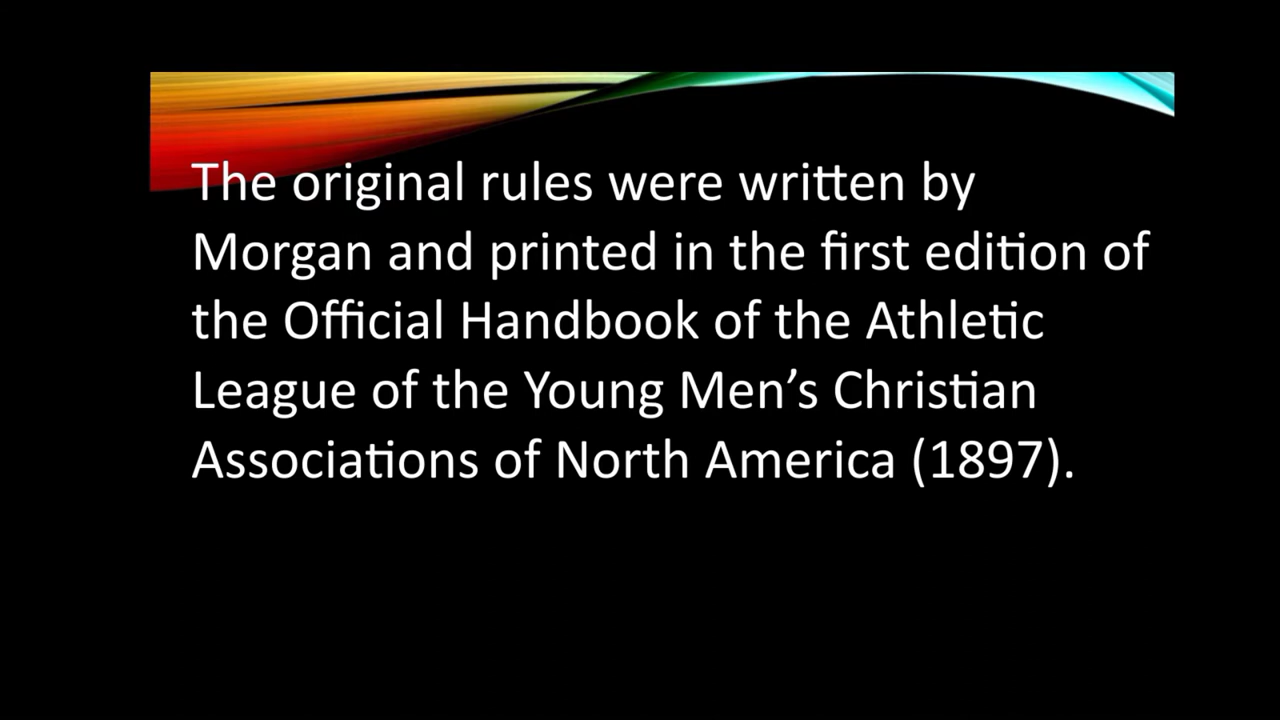 The original rules were written by
Morgan and printed in the first edition of
the Official Handbook of the Athletic
League of the Young Men’s Christian
Associations of North America (1897).